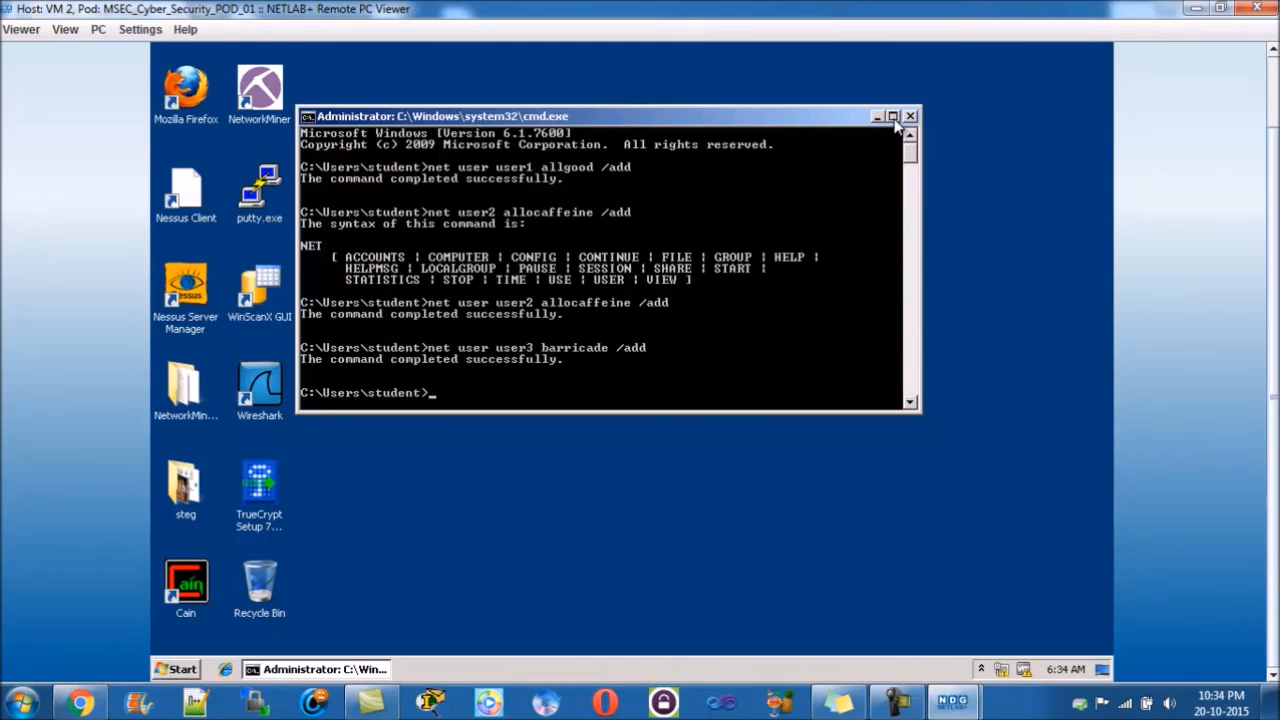 Host: VM 2, Pod: MSEC_Cyber_Security_POD_01 :: NETLAB+ Remote PC Viewer
Viewer View PC Settings Help
Mozilla Firefox
NetworkMiner
Nessus Client
putty.exe
Nessus Server
Manager
WinScanX GUI
NetworkMin...
Wireshark
steg
TrueCrypt
Setup 7...
Cain
Recycle Bin
Administrator: C:\Windows\system32\cmd.exe
Microsoft Windows [Version 6.1.7600]
Copyright (c) 2009 Microsoft Corporation. All rights reserved.
C:\Users\student>net user user1 allgood /add
The command completed successfully.
C:\Users\student>net user2 allocaffeine /add
The syntax of this command is:
NET
[ ACCOUNTS | COMPUTER | CONFIG | CONTINUE | FILE | GROUP | HELP |
HELPMSG | LOCALGROUP | PAUSE | SESSION | SHARE | START |
STATISTICS | STOP | TIME | USE | USER | VIEW ]
C:\Users\student>net user user2 allocaffeine /add
The command completed successfully.
C:\Users\student>net user user3 barricade /add
The command completed successfully.
C:\Users\student>_
Start
Administrator: C:\Win...
6:34 AM
NDG
NETLAB+
10:34 PM
20-10-2015